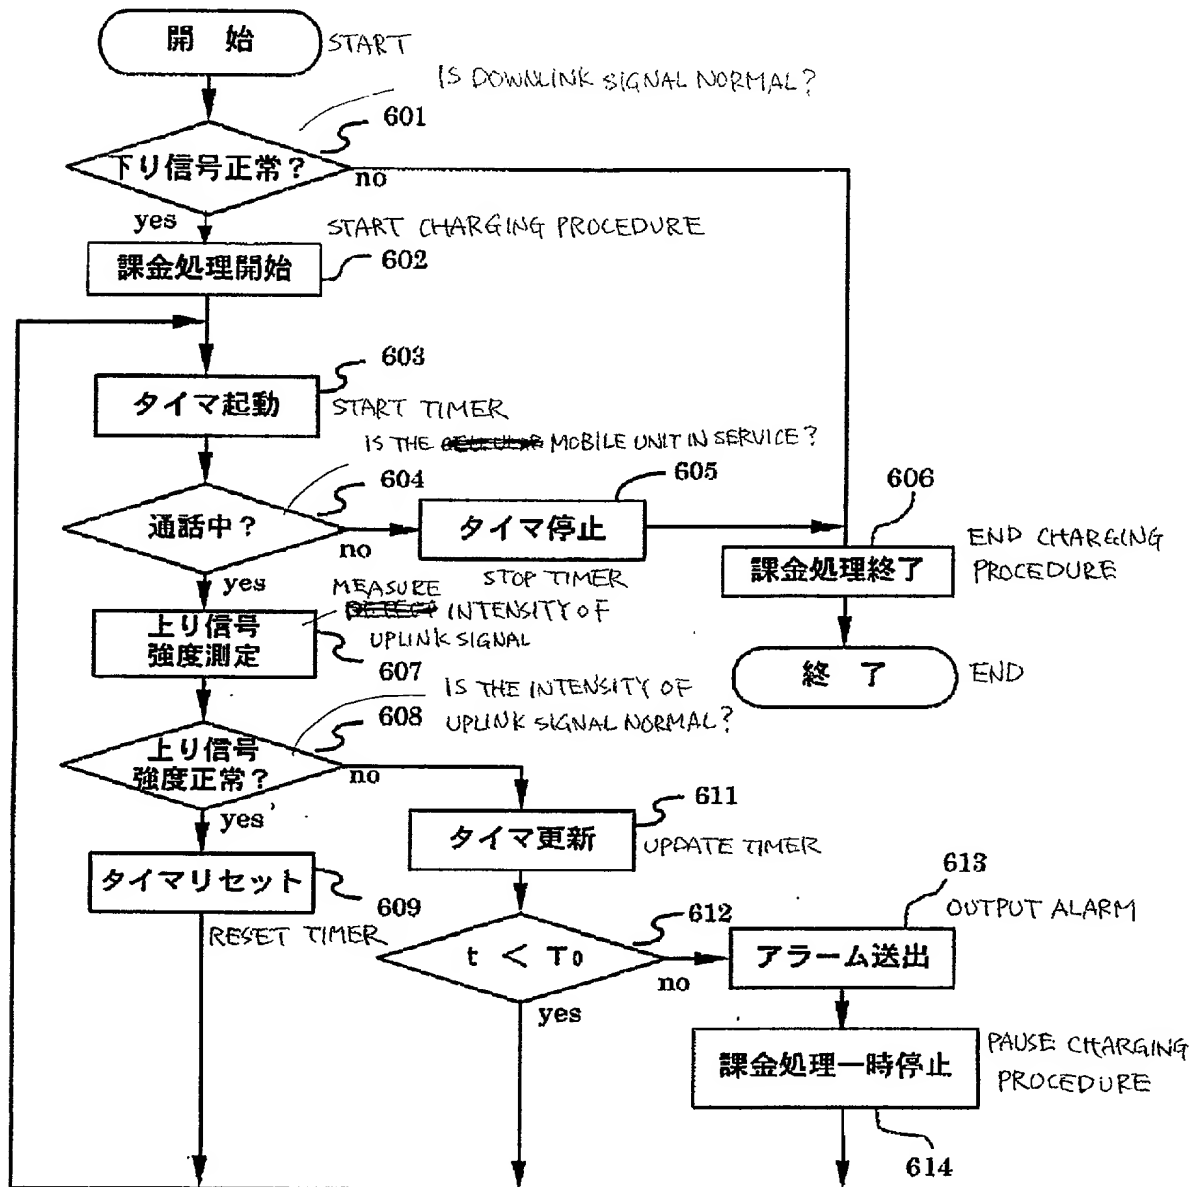 開 始
START
IS DOWNLINK SIGNAL NORMAL?
601
下り信号正常？
no
yes
START CHARGING PROCEDURE
602
課金処理開始
603
タイマ起動
START TIMER
IS THE MOBILE UNIT IN SERVICE?
604
通話中？
no
yes
605
タイマ停止
STOP TIMER
606
課金処理終了
END CHARGING
PROCEDURE
終 了
END
MEASURE
INTENSITY OF
UPLINK SIGNAL
上り信号
強度測定
607
IS THE INTENSITY OF
UPLINK SIGNAL NORMAL?
608
上り信号
強度正常？
no
yes
611
タイマ更新
UPDATE TIMER
タイマリセット
609
RESET TIMER
612
t < T0
no
yes
613
OUTPUT ALARM
アラーム送出
課金処理一時停止
PAUSE CHARGING
PROCEDURE
614